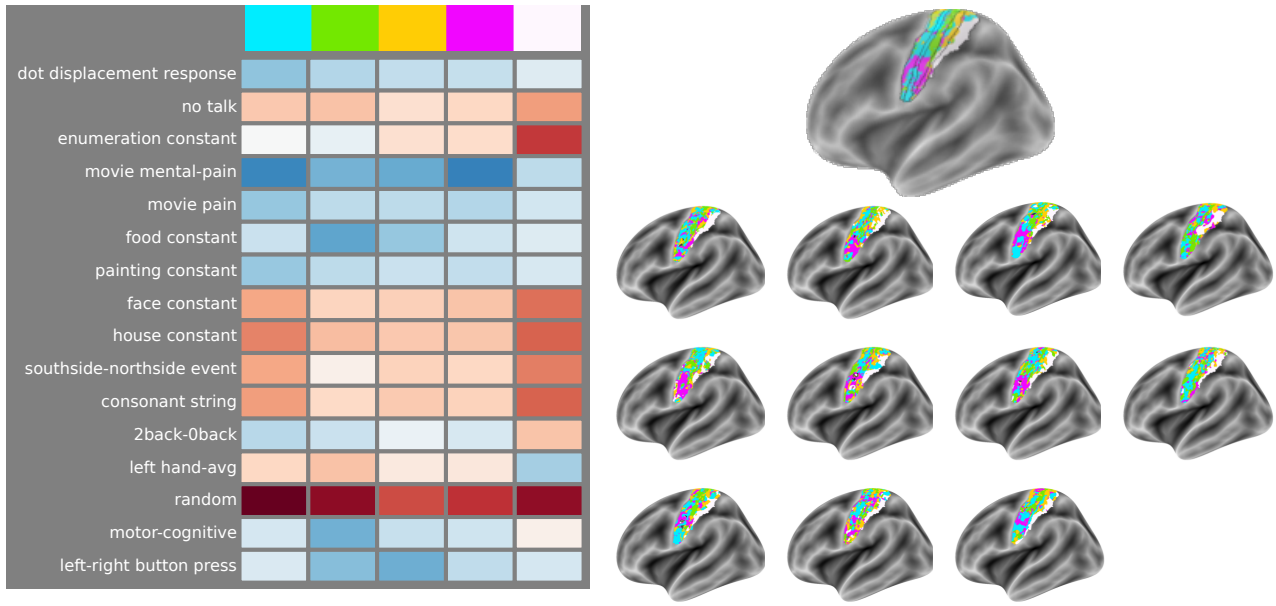 dot displacement response
no talk
enumeration constant
movie mental-pain
movie pain
food constant
painting constant
face constant
house constant
southside-northside event
consonant string
2back-0back
left hand-avg
random
motor-cognitive
left-right button press